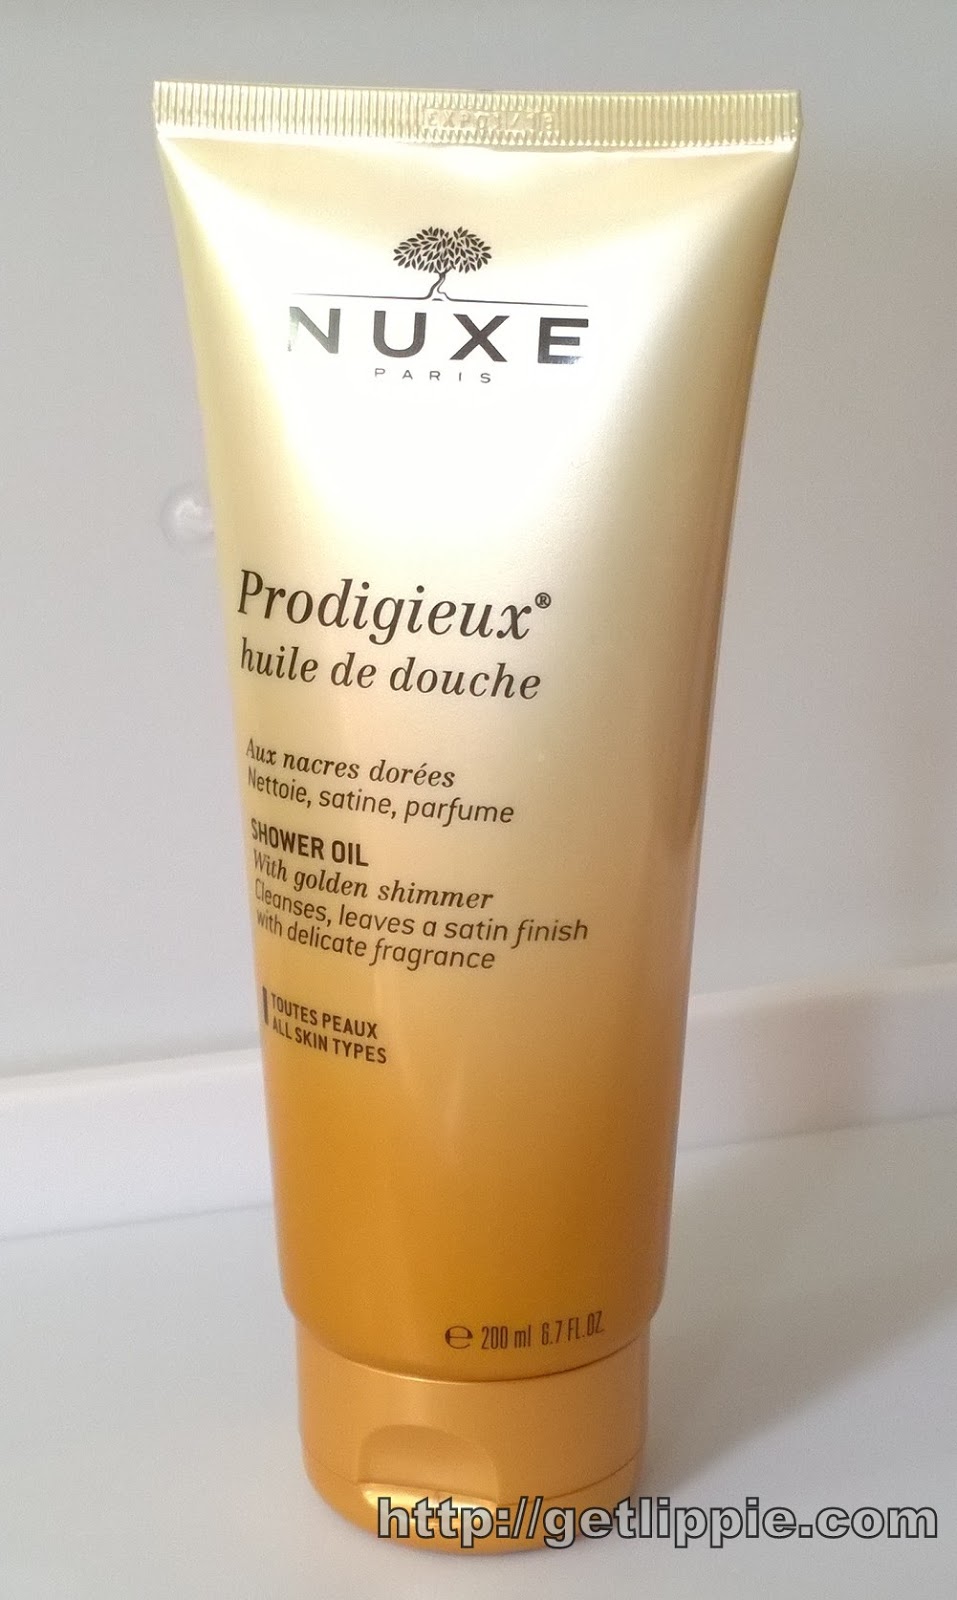 NUXE
PARIS
Prodigieux®
huile de douche
Aux nacres dorées
Nettoie, satine, parfume
SHOWER OIL
With golden shimmer
Cleanses, leaves a satin finish
with delicate fragrance
TOUTES PEAUX
ALL SKIN TYPES
℮ 200 ml 6.7 FL.OZ.
http://getlippie.com